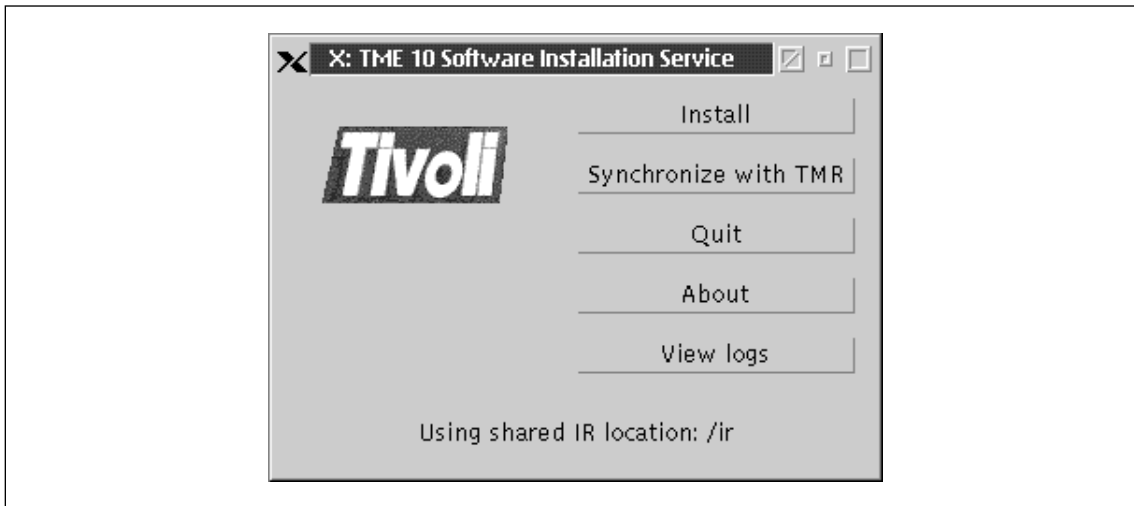 X: TME 10 Software Installation Service
Tivoli
Install
Synchronize with TMR
Quit
About
View logs
Using shared IR location: /ir